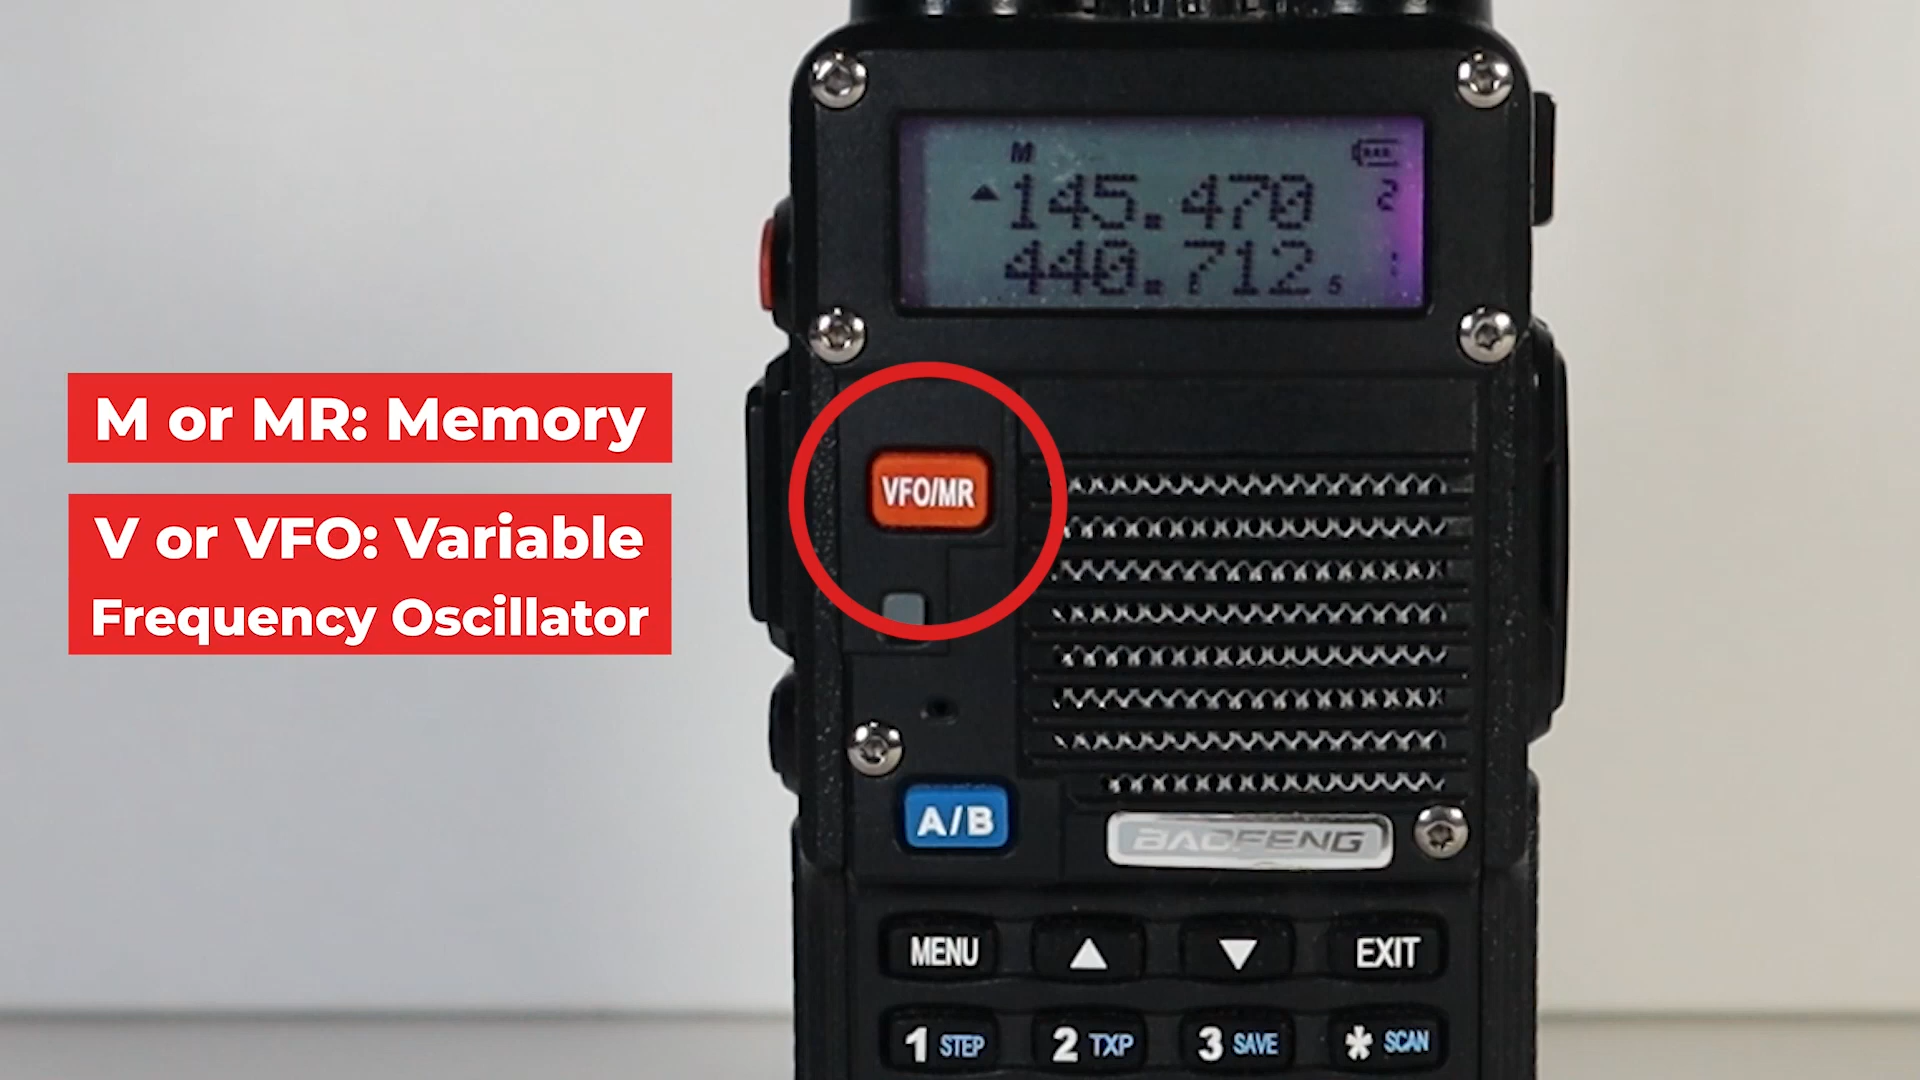 M or MR: Memory
V or VFO: Variable
Frequency Oscillator
M
145.470 2
440.712 5 1
VFO/MR
A/B
BAOFENG
MENU ▲ ▼ EXIT
1 STEP 2 TXP 3 SAVE * SCAN